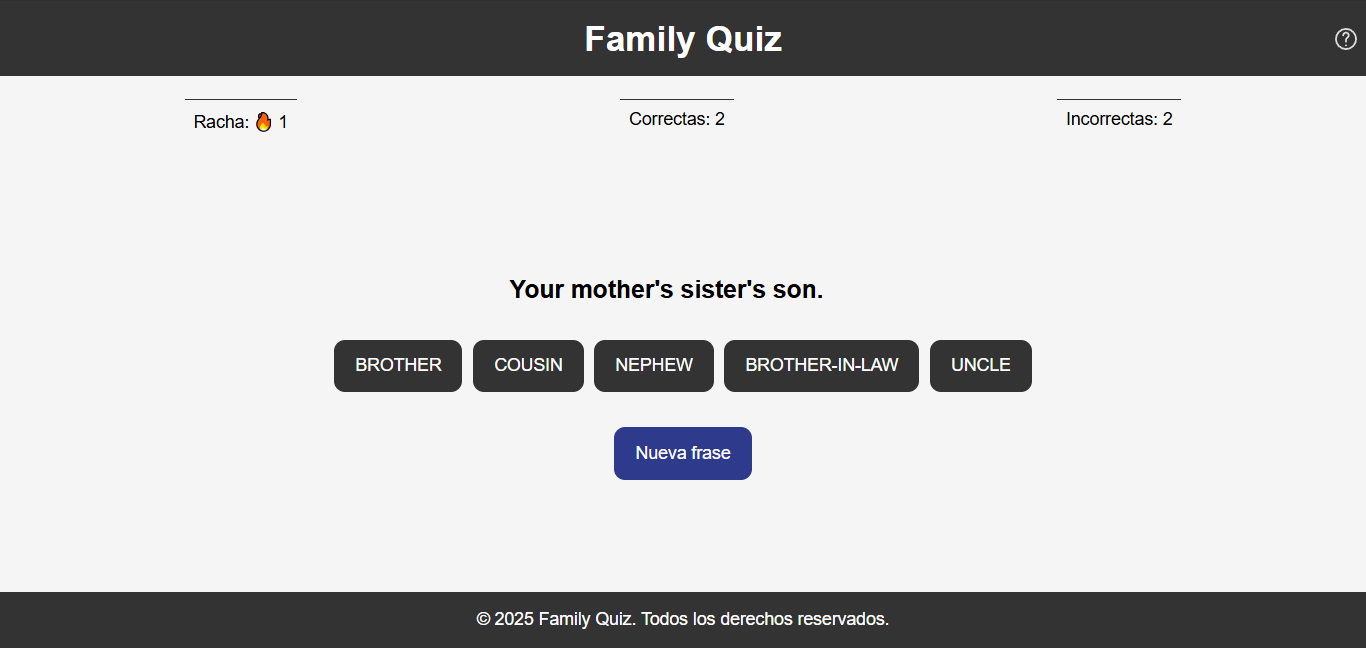 Family Quiz
Racha: 🔥 1
Correctas: 2
Incorrectas: 2
Your mother's sister's son.
BROTHER
COUSIN
NEPHEW
BROTHER-IN-LAW
UNCLE
Nueva frase
© 2025 Family Quiz. Todos los derechos reservados.